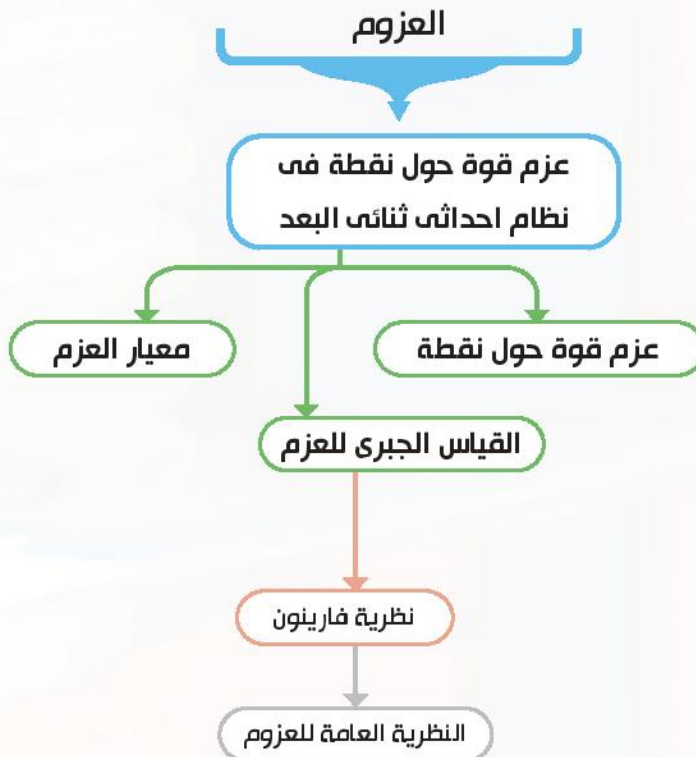 العزوم
عزم قوة حول نقطة فى
نظام احداثى ثنائى البعد
عزم قوة حول نقطة
معيار العزم
القياس الجبرى للعزم
نظرية فارينون
النظرية العامة للعزوم